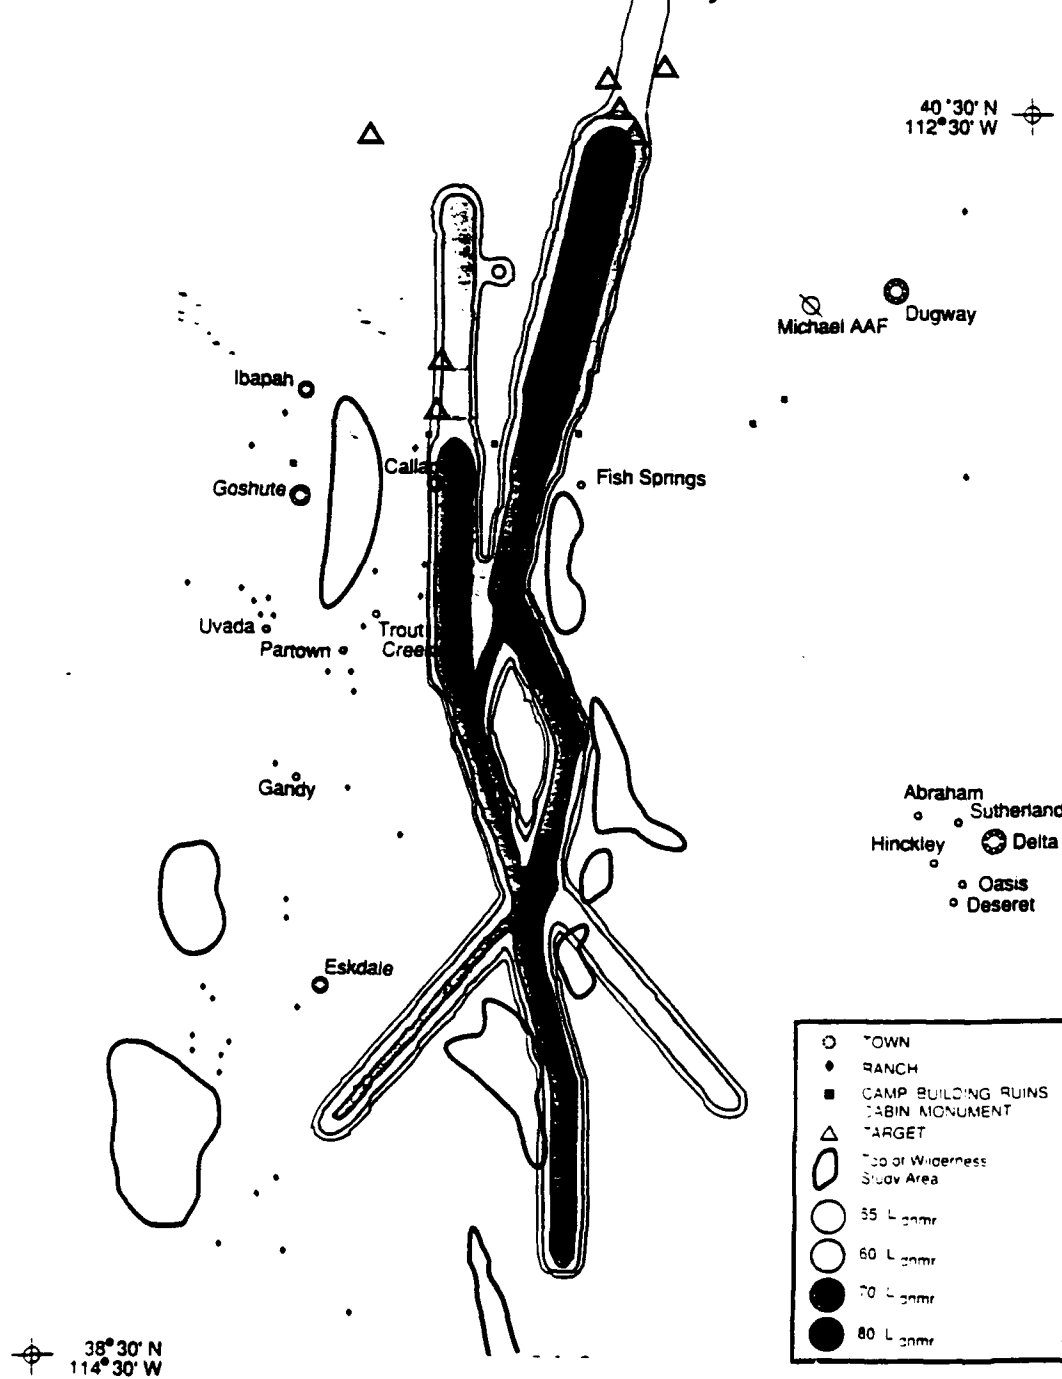 40°30' N
112°30' W
Dugway
Michael AAF
Ibapah
Goshute
Fish Springs
Uvada
Partown
Trout
Gandy
Abraham
Sutherland
Hinckley
Delta
Oasis
Deseret
Eskdale
TOWN
RANCH
CAMP BUILDING RUINS
CABIN MONUMENT
TARGET
Top of Wilderness
Study Area
60 L
70 L
80 L
38°30' N
114°30' W